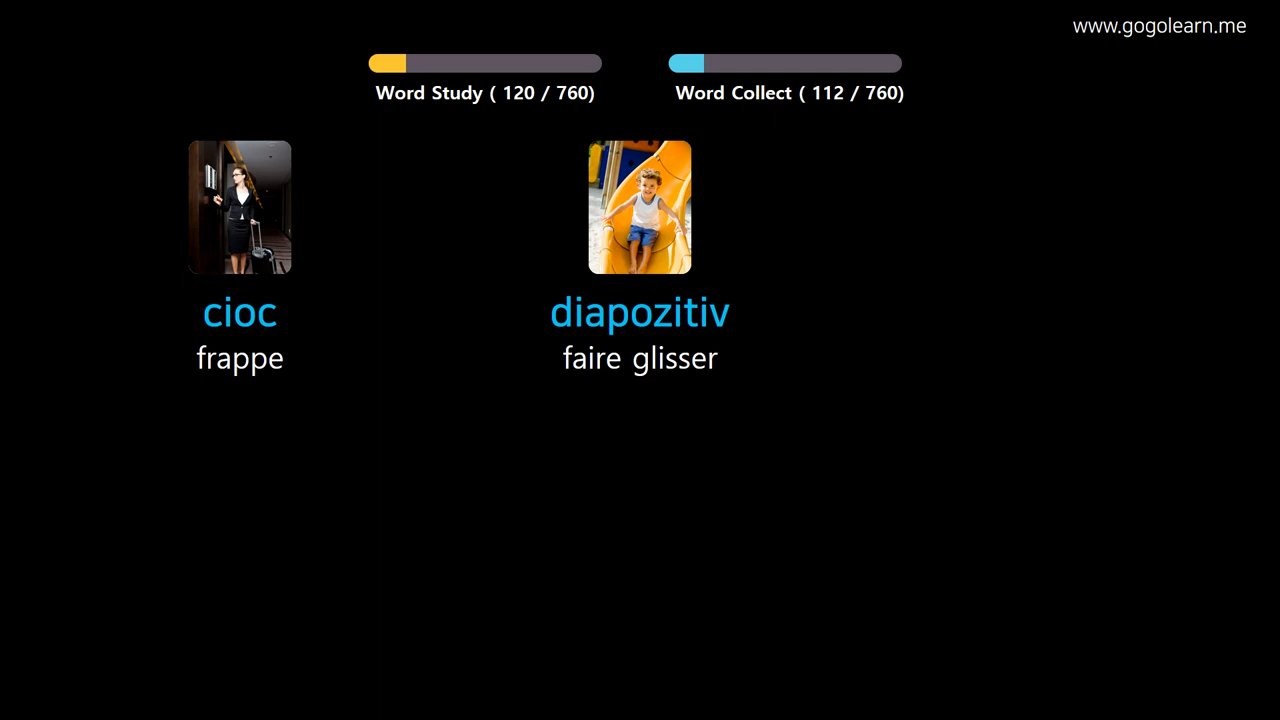 www.gogolearn.me
Word Study ( 120 / 760)
Word Collect ( 112 / 760)
cioc
frappe
diapozitiv
faire glisser